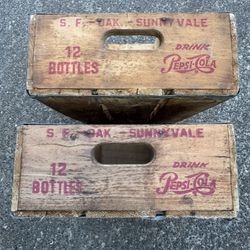 S. F. - OAK. - SUNNYVALE
12
BOTTLES
DRINK
PEPSI-COLA
S. F. - OAK. - SUNNYVALE
12
BOTTLES
DRINK
PEPSI-COLA